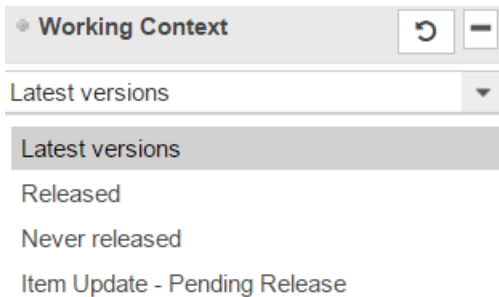 Working Context
Latest versions
Latest versions
Released
Never released
Item Update - Pending Release